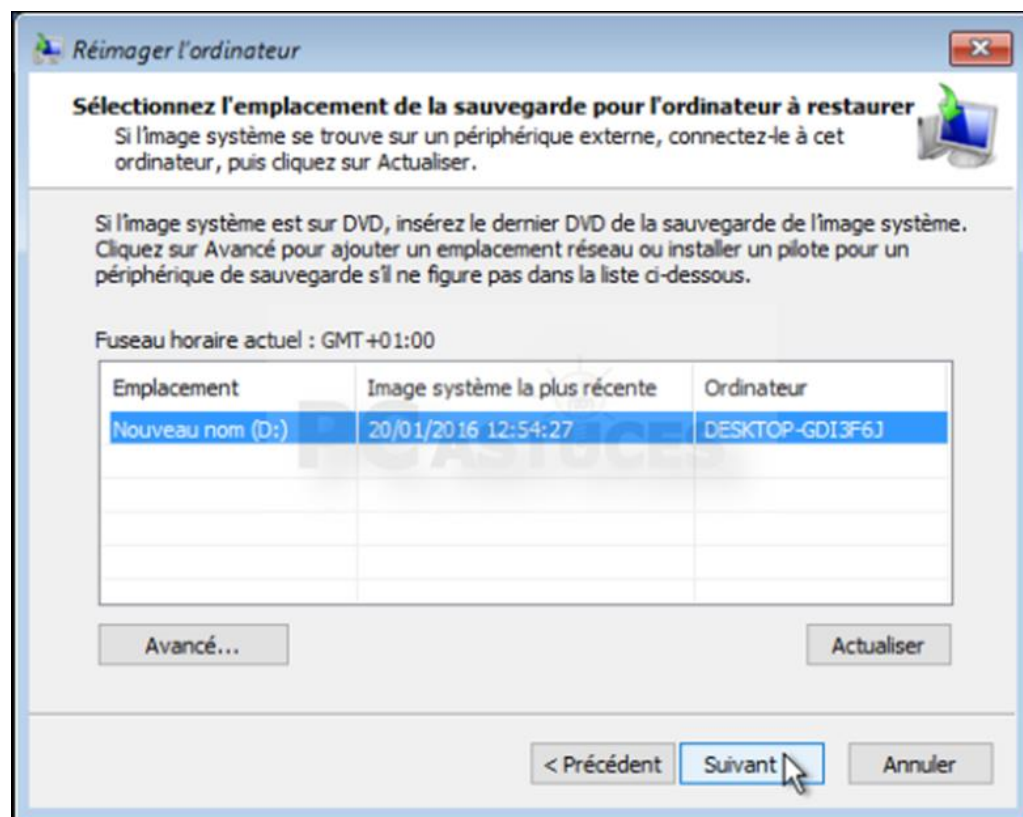 Réimager l'ordinateur
Sélectionnez l'emplacement de la sauvegarde pour l'ordinateur à restaurer
Si l'image système se trouve sur un périphérique externe, connectez-le à cet
ordinateur, puis cliquez sur Actualiser.
Si l'image système est sur DVD, insérez le dernier DVD de la sauvegarde de l'image système.
Cliquez sur Avancé pour ajouter un emplacement réseau ou installer un pilote pour un
périphérique de sauvegarde s'il ne figure pas dans la liste ci-dessous.
Fuseau horaire actuel : GMT+01:00
Emplacement Image système la plus récente Ordinateur
Nouveau nom (D:) 20/01/2016 12:54:27 DESKTOP-GDI3F6J
PC ASTUCES
Avancé... Actualiser
< Précédent Suivant Annuler